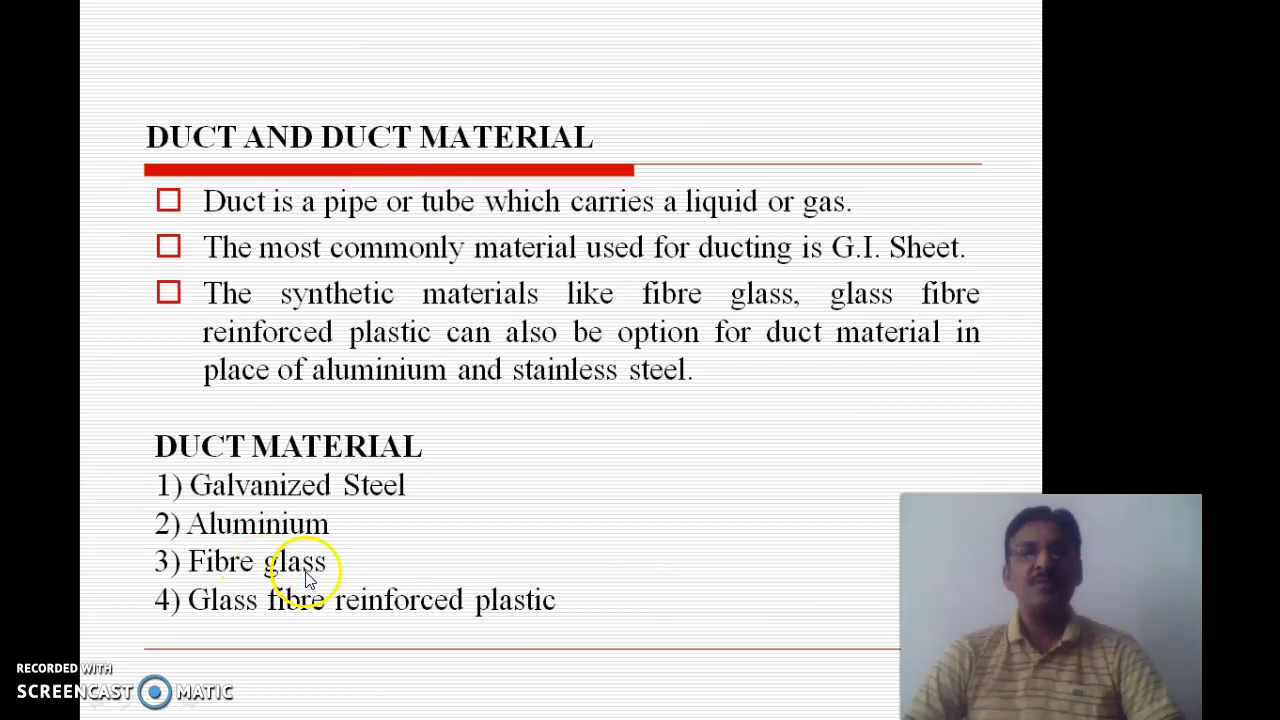 DUCT AND DUCT MATERIAL
Duct is a pipe or tube which carries a liquid or gas.
The most commonly material used for ducting is G.I. Sheet.
The synthetic materials like fibre glass, glass fibre
reinforced plastic can also be option for duct material in
place of aluminium and stainless steel.
DUCT MATERIAL
1) Galvanized Steel
2) Aluminium
3) Fibre glass
4) Glass fibre reinforced plastic
RECORDED WITH
SCREENCAST MATIC